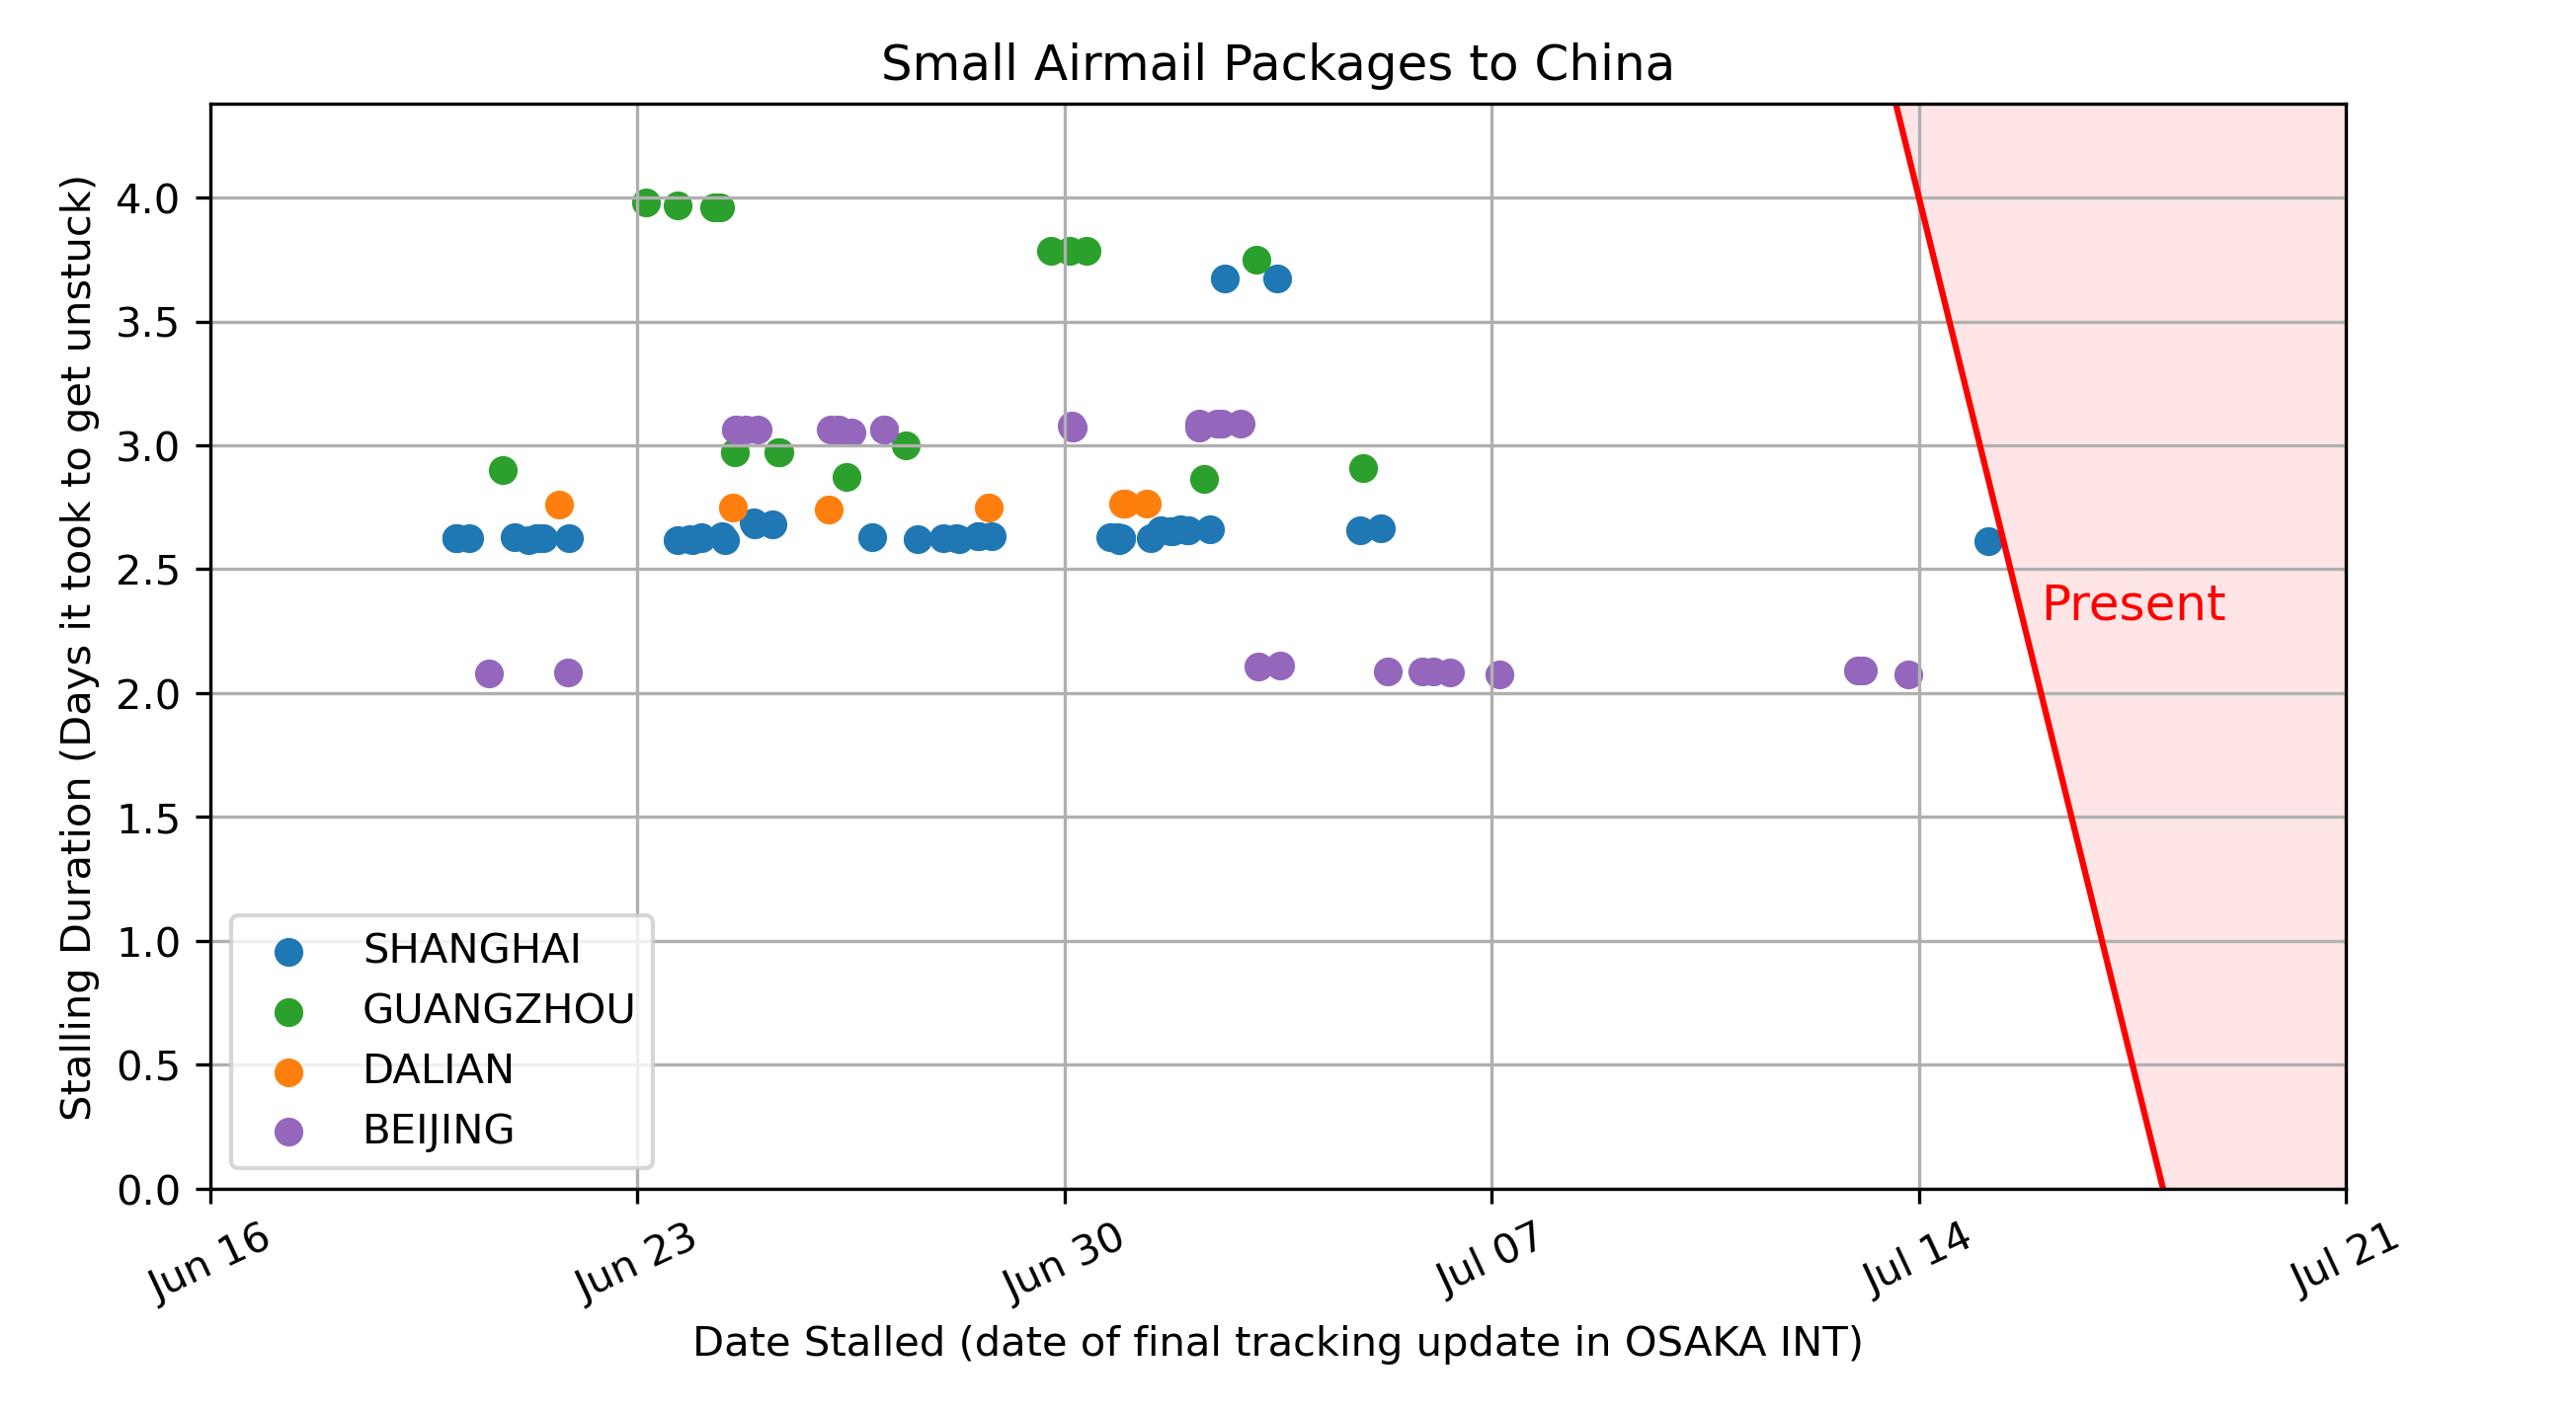 Small Airmail Packages to China
Stalling Duration (Days it took to get unstuck)
4.0
3.5
3.0
2.5
2.0
1.5
1.0
0.5
0.0
Present
SHANGHAI
GUANGZHOU
DALIAN
BEIJING
Jun 16
Jun 23
Jun 30
Jul 07
Jul 14
Jul 21
Date Stalled (date of final tracking update in OSAKA INT)